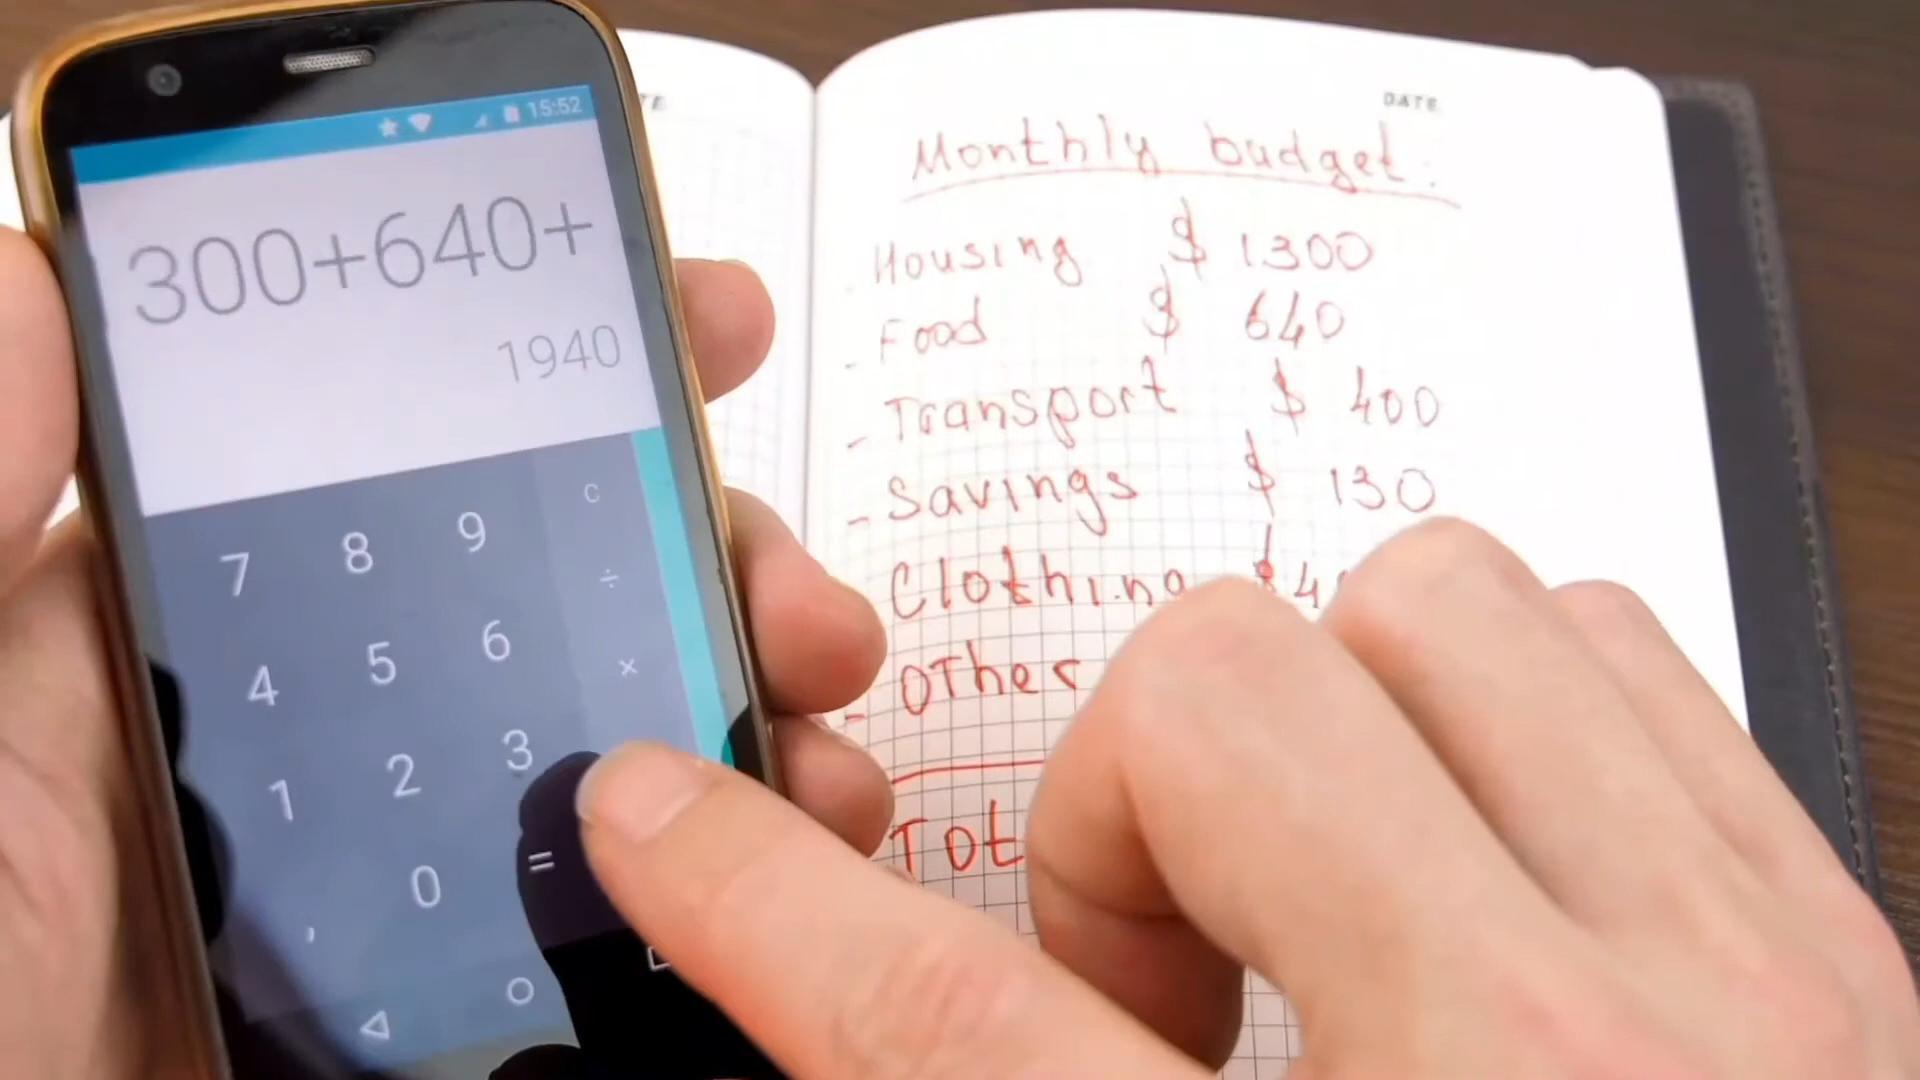 15:52
300+640+
1940
7 8 9 C
÷
4 5 6 ×
1 2 3
, 0 =
DATE
Monthly budget.
- Housing $ 1300
- Food $ 640
- Transport $ 400
- Savings $ 130
Clothing $
- Other
Tot